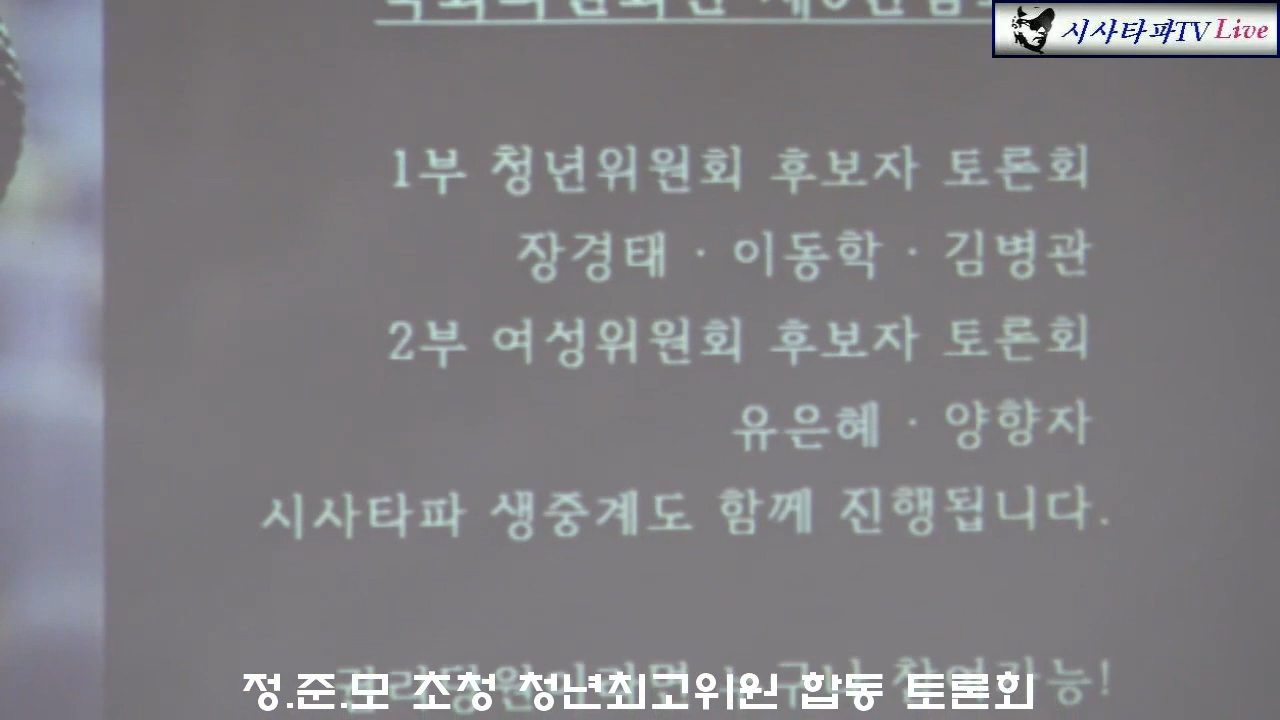 시사타파TV Live
1부 청년위원회 후보자 토론회
장경태 · 이동학 · 김병관
2부 여성위원회 후보자 토론회
유은혜 · 양향자
시사타파 생중계도 함께 진행됩니다.
정.준.모 초청 청년최고위원 합동 토론회